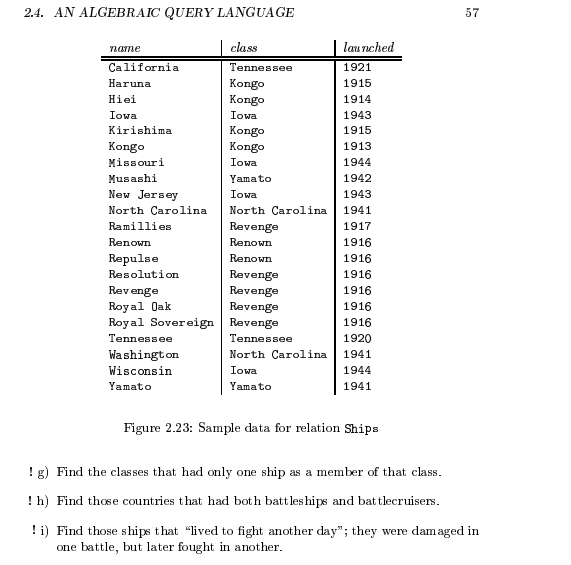 2.4. AN ALGEBRAIC QUERY LANGUAGE 57
name class launched
California Tennessee 1921
Haruna Kongo 1915
Hiei Kongo 1914
Iowa Iowa 1943
Kirishima Kongo 1915
Kongo Kongo 1913
Missouri Iowa 1944
Musashi Yamato 1942
New Jersey Iowa 1943
North Carolina North Carolina 1941
Ramillies Revenge 1917
Renown Renown 1916
Repulse Renown 1916
Resolution Revenge 1916
Revenge Revenge 1916
Royal Oak Revenge 1916
Royal Sovereign Revenge 1916
Tennessee Tennessee 1920
Washington North Carolina 1941
Wisconsin Iowa 1944
Yamato Yamato 1941
Figure 2.23: Sample data for relation Ships
! g) Find the classes that had only one ship as a member of that class.
! h) Find those countries that had both battleships and battlecruisers.
! i) Find those ships that “lived to fight another day”; they were damaged in
one battle, but later fought in another.